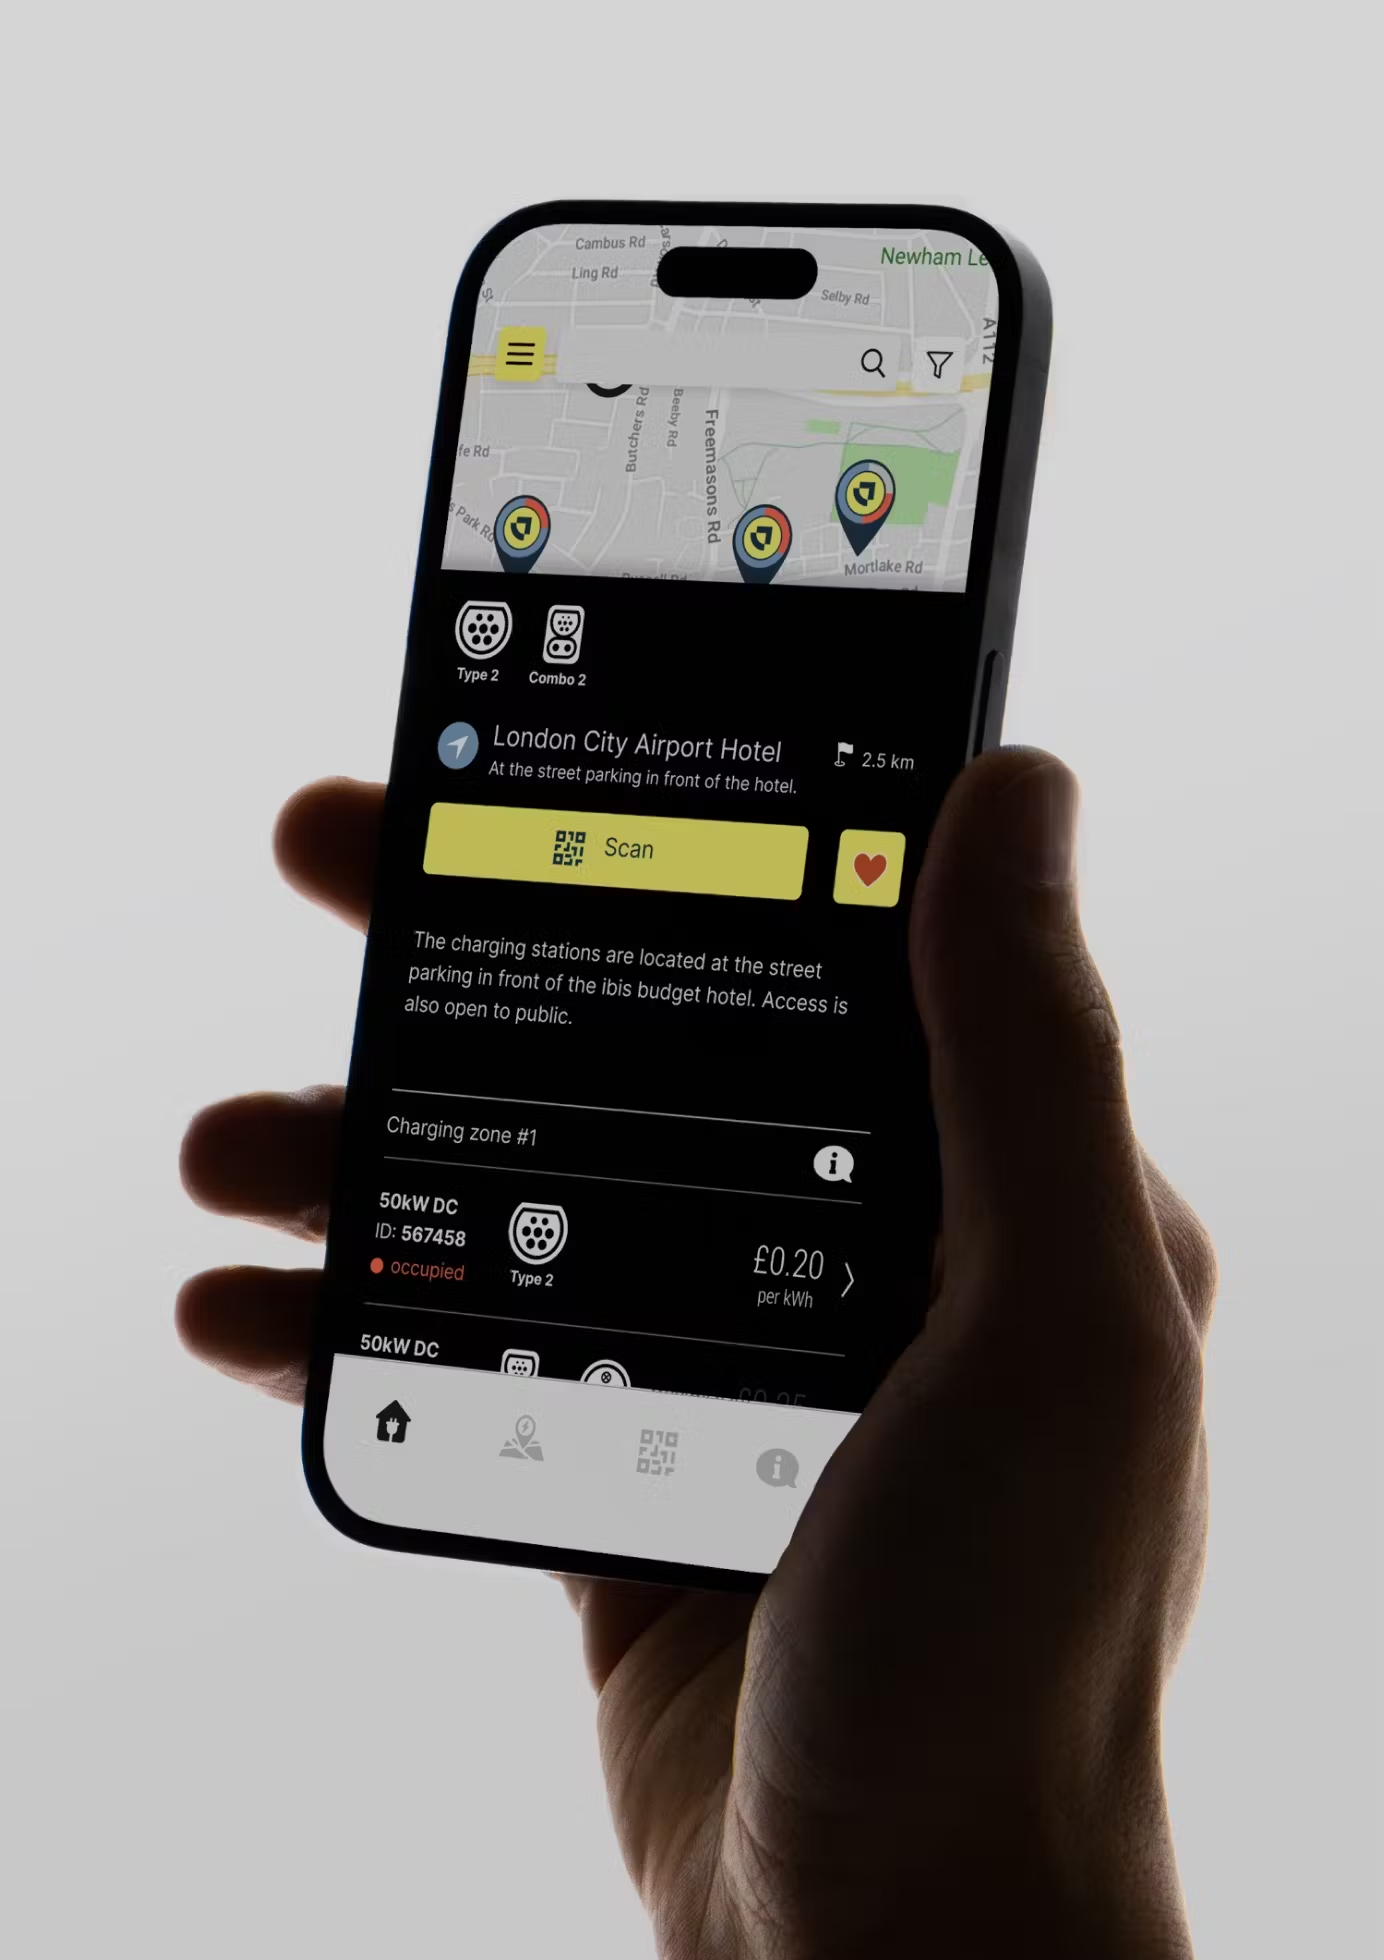 Cambus Rd
Newham Le
Ling Rd
Selby Rd
A112
Butchers Rd
Beeby Rd
Freemasons Rd
fe Rd
s Park Rd
Mortlake Rd
Type 2
Combo 2
London City Airport Hotel
2.5 km
At the street parking in front of the hotel.
Scan
The charging stations are located at the street
parking in front of the ibis budget hotel. Access is
also open to public.
Charging zone #1
50kW DC
ID: 567458
occupied
Type 2
£0.20
per kWh
50kW DC